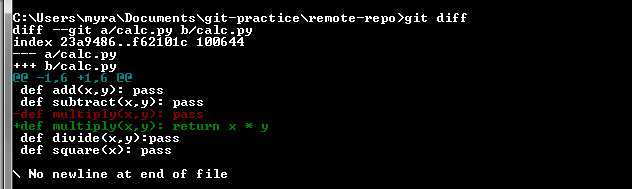 C:\Users\myra\Documents\git-practice\remote-repo>git diff
diff --git a/calc.py b/calc.py
index 23a9486..f62101c 100644
--- a/calc.py
+++ b/calc.py
@@ -1,6 +1,6 @@
 def add(x,y): pass
 def subtract(x,y): pass
-def multiply(x,y): pass
+def multiply(x,y): return x * y
 def divide(x,y):pass
 def square(x): pass
\ No newline at end of file